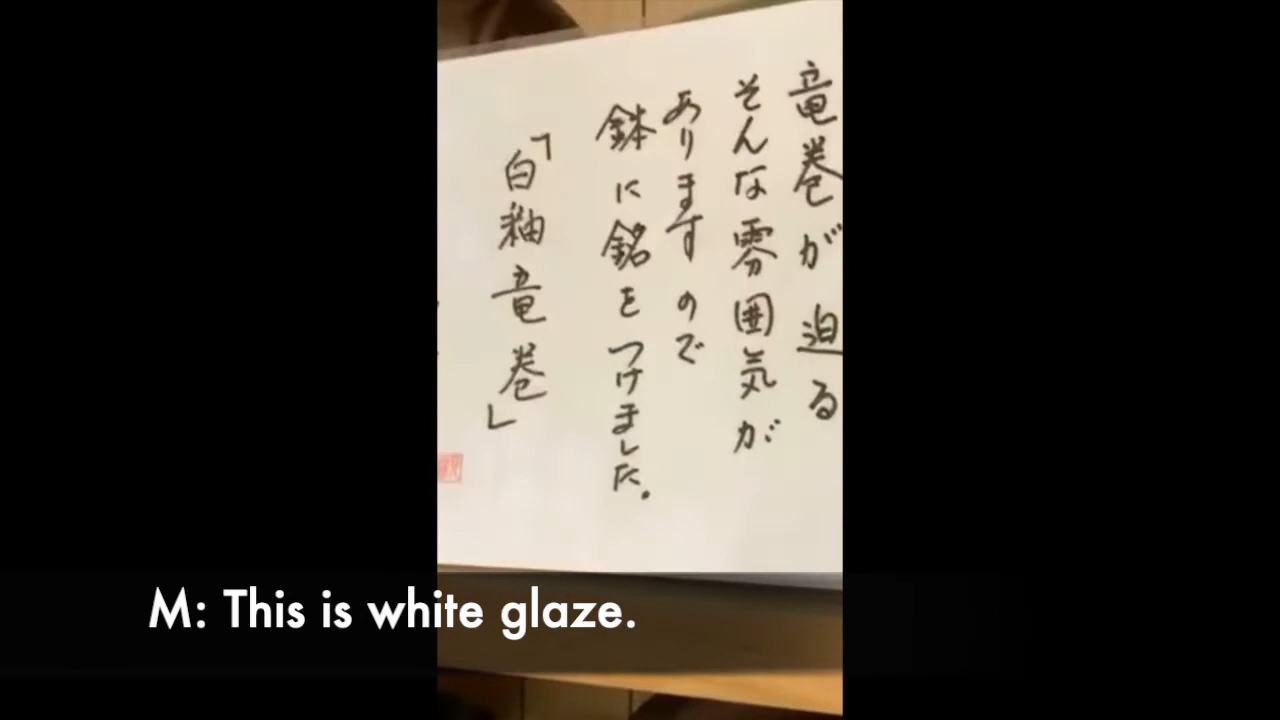 竜巻が迫る
そんな雰囲気が
ありますので
鉢に銘をつけました。
「白釉竜巻」
M: This is white glaze.